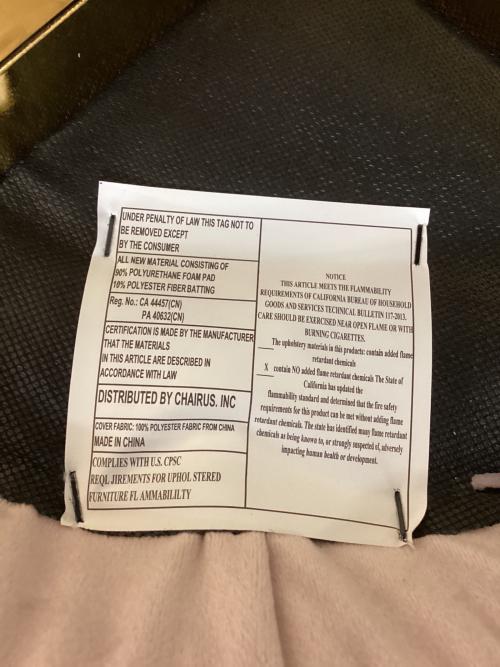 UNDER PENALTY OF LAW THIS TAG NOT TO
BE REMOVED EXCEPT
BY THE CONSUMER
ALL NEW MATERIAL CONSISTING OF
90% POLYURETHANE FOAM PAD
10% POLYESTER FIBER BATTING
Reg. No.: CA 44457(CN)
PA 40632(CN)
CERTIFICATION IS MADE BY THE MANUFACTURER
THAT THE MATERIALS
IN THIS ARTICLE ARE DESCRIBED IN
ACCORDANCE WITH LAW
DISTRIBUTED BY CHAIRUS. INC
COVER FABRIC: 100% POLYESTER FABRIC FROM CHINA
MADE IN CHINA
COMPLIES WITH U.S. CPSC
REQL JIREMENTS FOR UPHOL STERED
FURNITURE FL AMMABILILTY
NOTICE
THIS ARTICLE MEETS THE FLAMMABILITY
REQUIREMENTS OF CALIFORNIA BUREAU OF HOUSEHOLD
GOODS AND SERVICES TECHNICAL BULLETIN 117-2013.
CARE SHOULD BE EXERCISED NEAR OPEN FLAME OR WITH
BURNING CIGARETTES.
___The upholstery materials in this products: contain added flame
retardant chemicals
_X_ contain NO added flame retardant chemicals The State of
California has updated the
flammability standard and determined that the fire safety
requirements for this product can be met without adding flame
retardant chemicals. The state has identified many flame retardant
chemicals as being known to, or strongly suspected of, adversely
impacting human health or development.